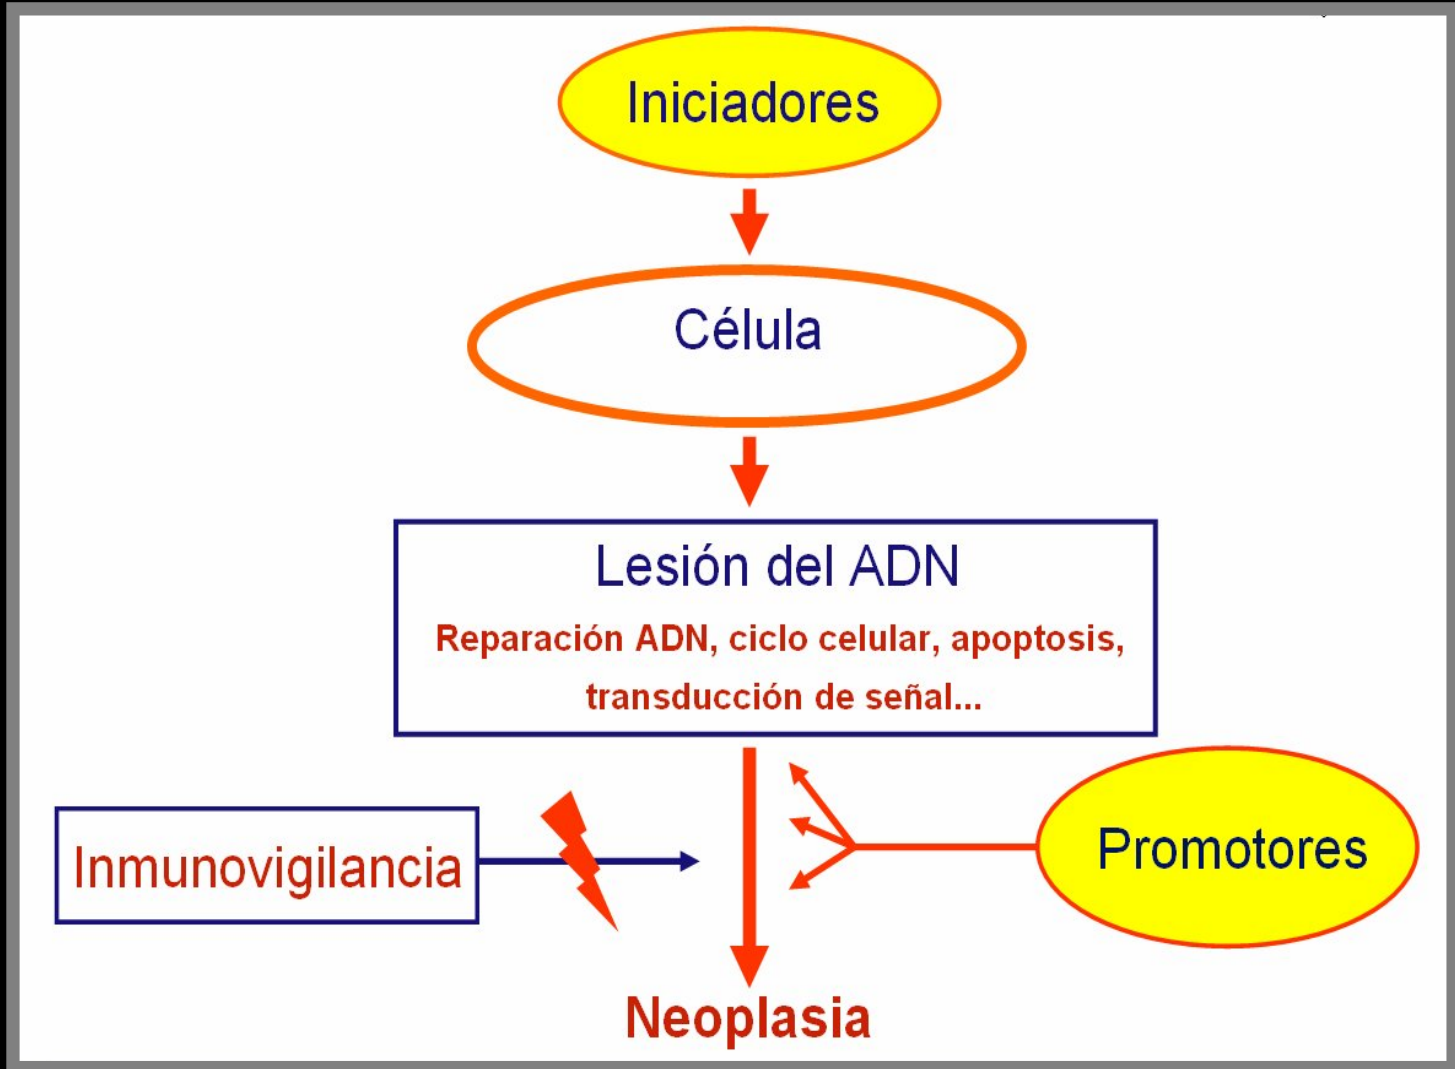 Iniciadores
Célula
Lesión del ADN
Reparación ADN, ciclo celular, apoptosis,
transducción de señal...
Inmunovigilancia
Promotores
Neoplasia